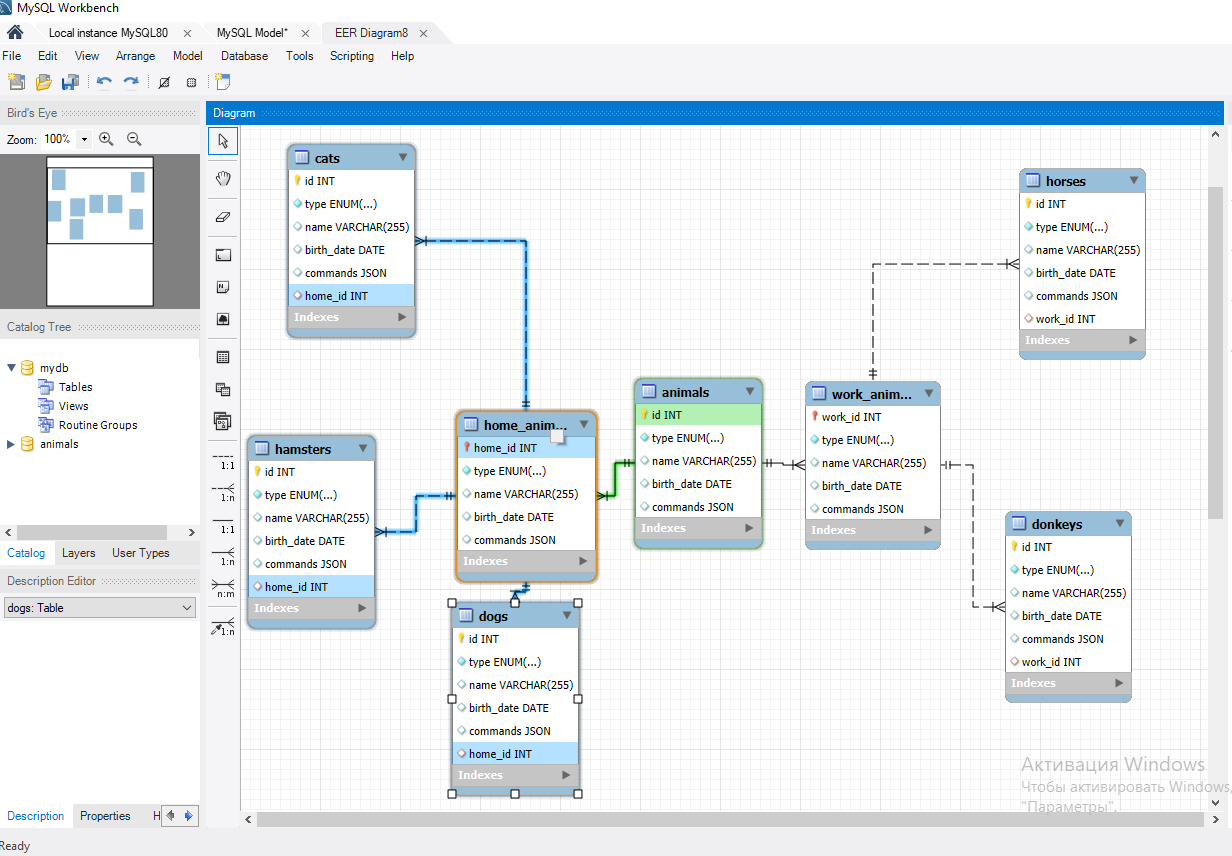 MySQL Workbench
Local instance MySQL80
MySQL Model*
EER Diagram8
File Edit View Arrange Model Database Tools Scripting Help
Bird's Eye
Zoom: 100%
Diagram
cats
id INT
type ENUM(...)
name VARCHAR(255)
birth_date DATE
commands JSON
home_id INT
Indexes
horses
id INT
type ENUM(...)
name VARCHAR(255)
birth_date DATE
commands JSON
work_id INT
Indexes
Catalog Tree
mydb
Tables
Views
Routine Groups
animals
Catalog Layers User Types
Description Editor
dogs: Table
1:1
1:n
1:1
1:n
n:m
1:n
hamsters
id INT
type ENUM(...)
name VARCHAR(255)
birth_date DATE
commands JSON
home_id INT
Indexes
home_anim...
home_id INT
type ENUM(...)
name VARCHAR(255)
birth_date DATE
commands JSON
Indexes
animals
id INT
type ENUM(...)
name VARCHAR(255)
birth_date DATE
commands JSON
Indexes
work_anim...
work_id INT
type ENUM(...)
name VARCHAR(255)
birth_date DATE
commands JSON
Indexes
dogs
id INT
type ENUM(...)
name VARCHAR(255)
birth_date DATE
commands JSON
home_id INT
Indexes
donkeys
id INT
type ENUM(...)
name VARCHAR(255)
birth_date DATE
commands JSON
work_id INT
Indexes
Активация Windows
Чтобы активировать Windows,
"Параметры".
Description Properties H
Ready